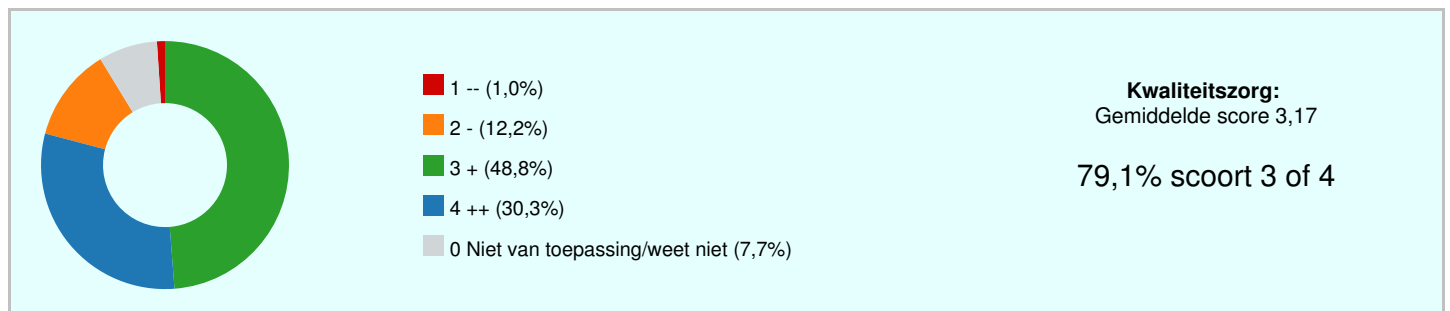 1 -- (1,0%)
2 - (12,2%)
3 + (48,8%)
4 ++ (30,3%)
0 Niet van toepassing/weet niet (7,7%)
Kwaliteitszorg:
Gemiddelde score 3,17
79,1% scoort 3 of 4